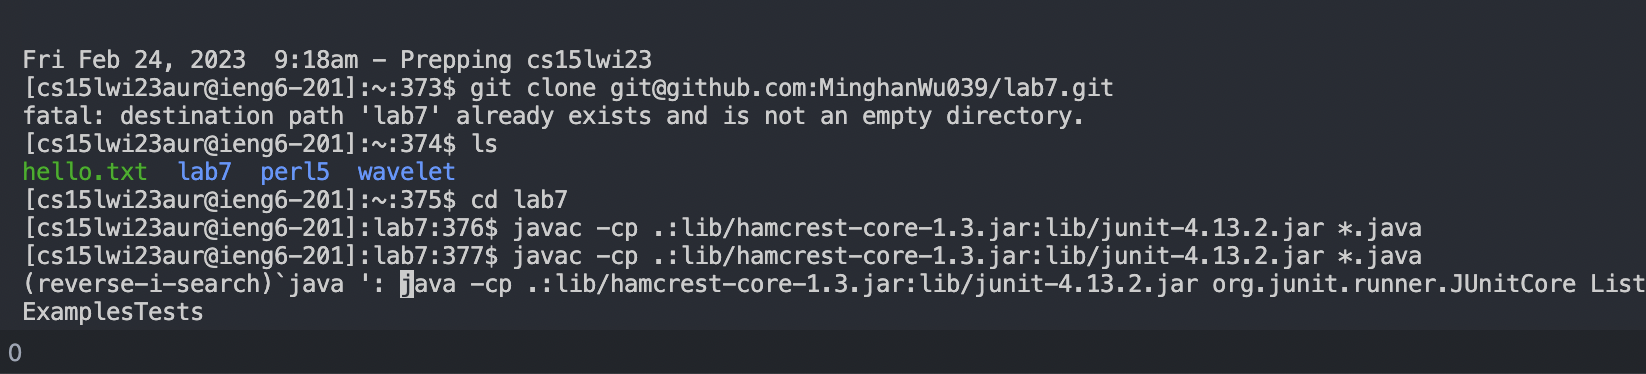 Fri Feb 24, 2023  9:18am - Prepping cs15lwi23
[cs15lwi23aur@ieng6-201]:~:373$ git clone git@github.com:MinghanWu039/lab7.git
fatal: destination path 'lab7' already exists and is not an empty directory.
[cs15lwi23aur@ieng6-201]:~:374$ ls
hello.txt  lab7  perl5  wavelet
[cs15lwi23aur@ieng6-201]:~:375$ cd lab7
[cs15lwi23aur@ieng6-201]:lab7:376$ javac -cp .:lib/hamcrest-core-1.3.jar:lib/junit-4.13.2.jar *.java
[cs15lwi23aur@ieng6-201]:lab7:377$ javac -cp .:lib/hamcrest-core-1.3.jar:lib/junit-4.13.2.jar *.java
(reverse-i-search)`java ': java -cp .:lib/hamcrest-core-1.3.jar:lib/junit-4.13.2.jar org.junit.runner.JUnitCore List
ExamplesTests
0